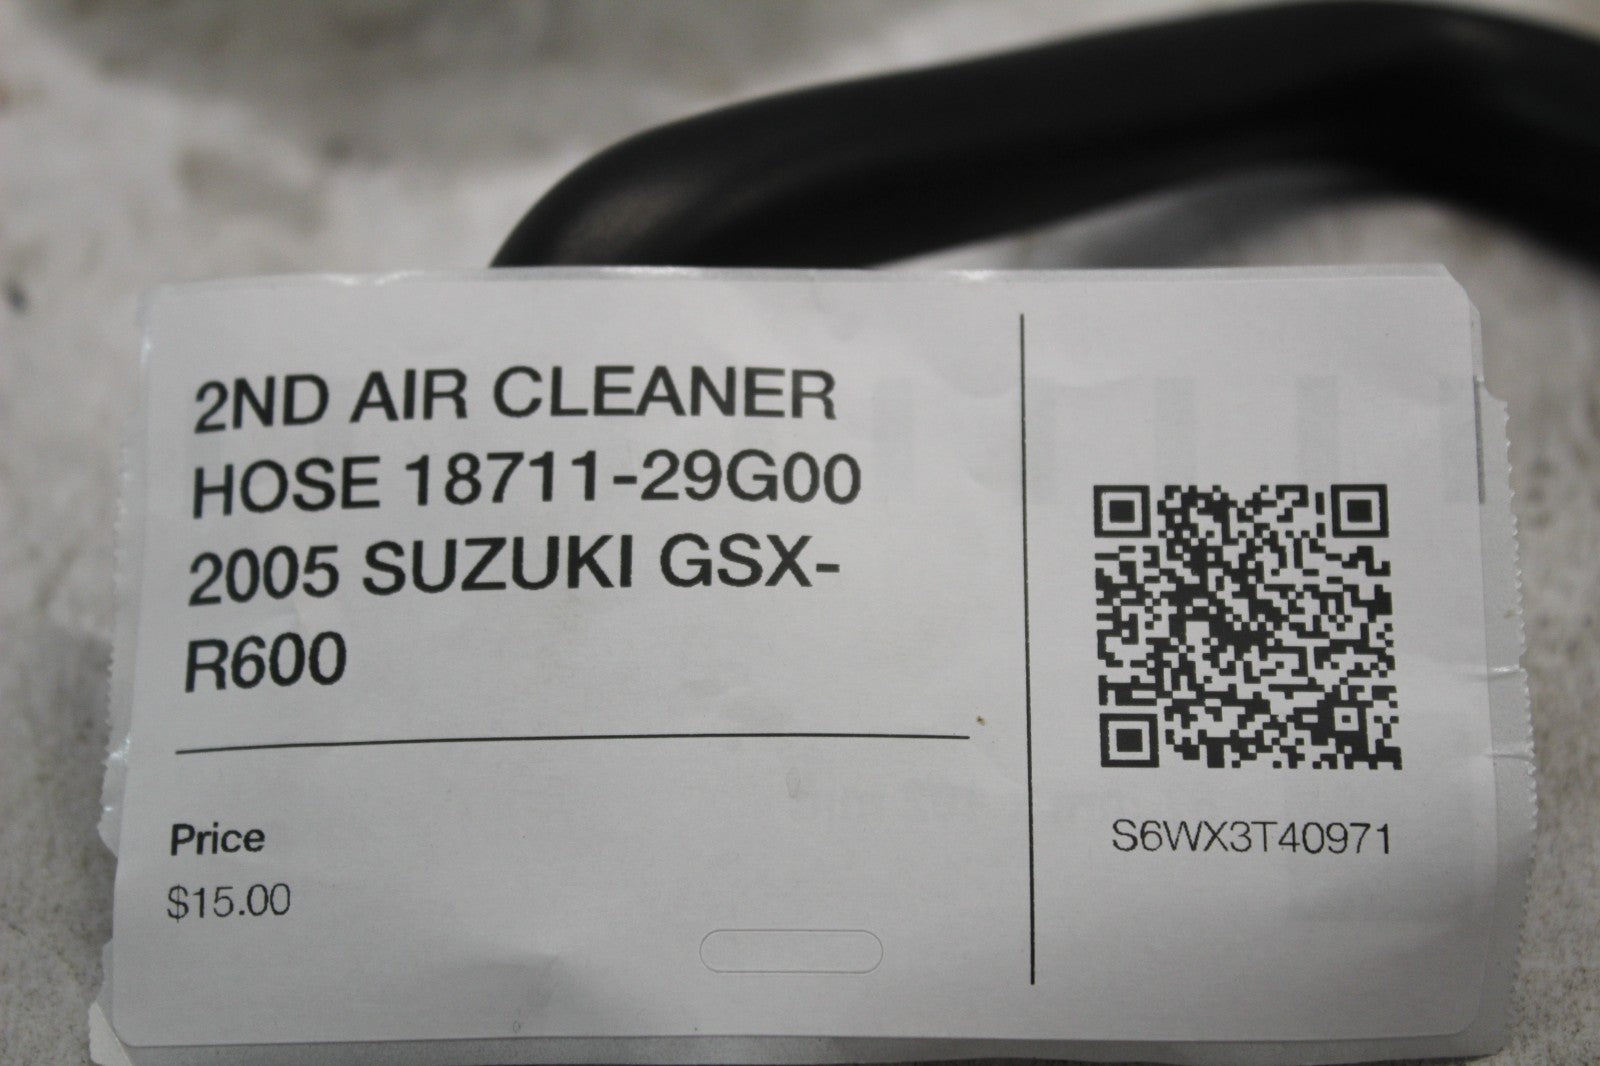 2ND AIR CLEANER
HOSE 18711-29G00
2005 SUZUKI GSX-
R600
Price
$15.00
S6WX3T40971